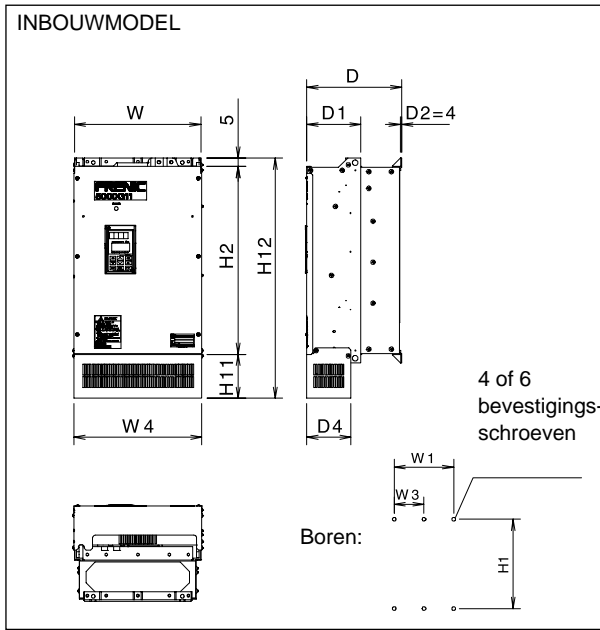 INBOUWMODEL
D
D1
D2=4
W
5
FRENIC
5000G11
H2
H12
H11
W4
D4
4 of 6
bevestigings-
schroeven
W1
W3
Boren:
H1